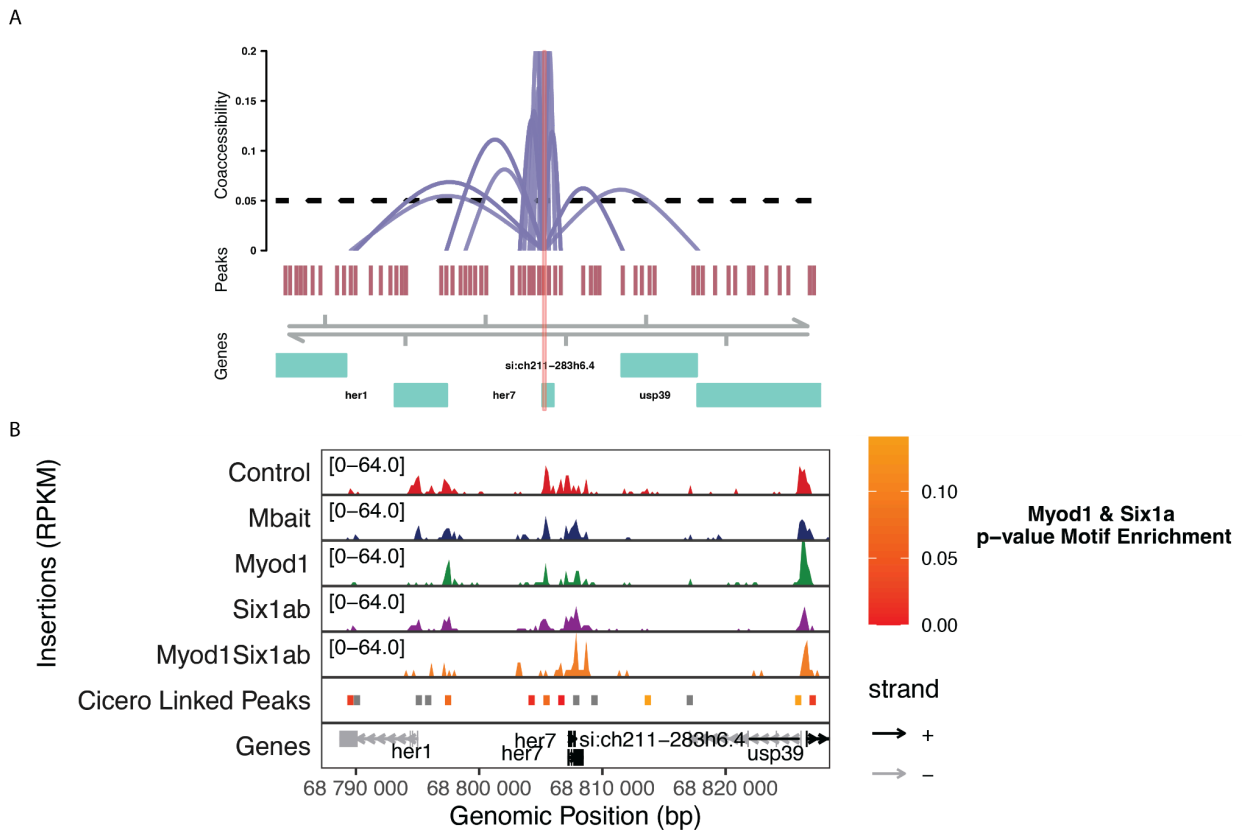 A
0.2
0.15
0.1
0.05
0
Coaccessibility
Peaks
Genes
si:ch211−283h6.4
her1
her7
usp39
B
Insertions (RPKM)
Control
[0−64.0]
Mbait
[0−64.0]
Myod1
[0−64.0]
Six1ab
[0−64.0]
Myod1Six1ab
[0−64.0]
Cicero Linked Peaks
Genes
her1
her7
her7
si:ch211−283h6.4
usp39
68 790 000
68 800 000
68 810 000
68 820 000
Genomic Position (bp)
0.10
0.05
0.00
Myod1 & Six1a
p−value Motif Enrichment
strand
+
−